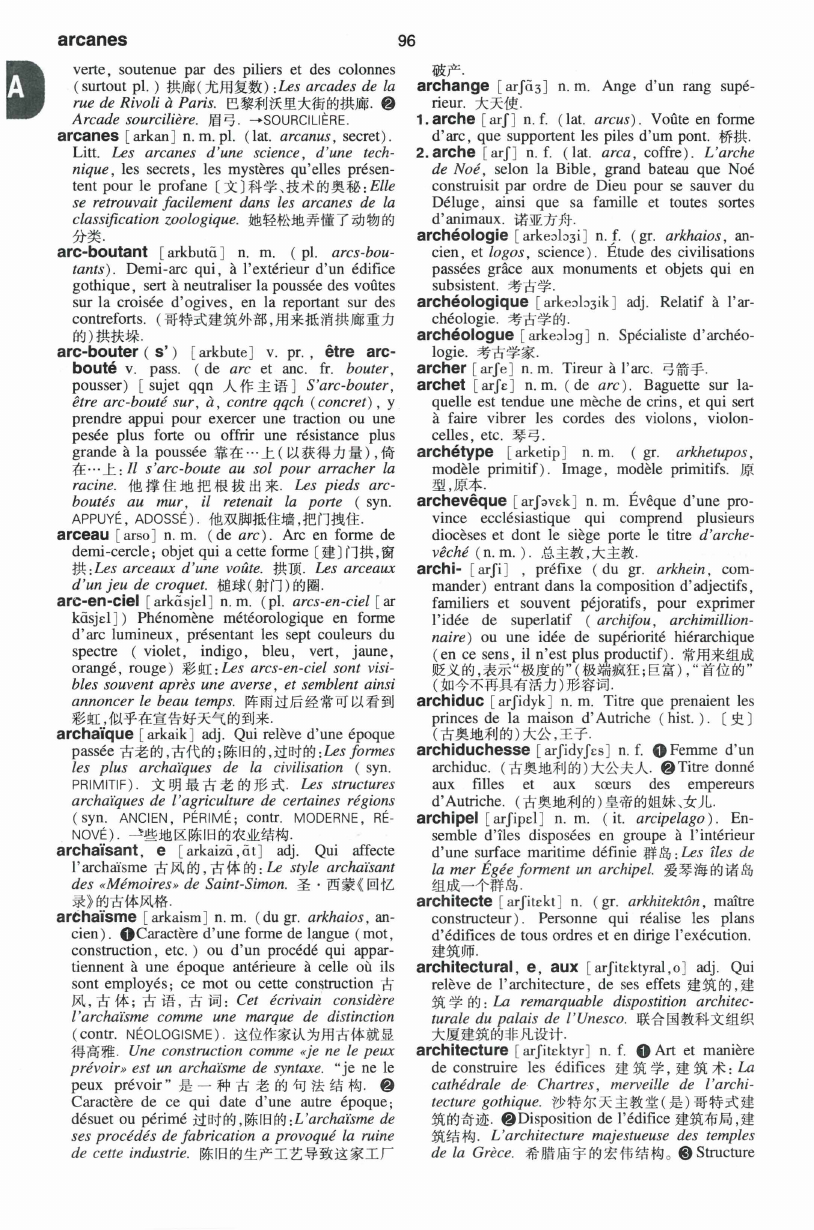 arcanes
96
A
verte, soutenue par des piliers et des colonnes
(surtout pl.) 拱廊(尤用复数):Les arcades de la
rue de Rivoli à Paris. 巴黎利沃里大街的拱廊. ❷
Arcade sourcilière. 眉弓. →SOURCILIÈRE.
arcanes [arkan] n. m. pl. (lat. arcanus, secret).
Litt. Les arcanes d'une science, d'une tech-
nique, les secrets, les mystères qu'elles présen-
tent pour le profane [文]科学、技术的奥秘:Elle
se retrouvait facilement dans les arcanes de la
classification zoologique. 她轻松地弄懂了动物的
分类.
arc-boutant [arkbutɑ̃] n. m. (pl. arcs-bou-
tants). Demi-arc qui, à l'extérieur d'un édifice
gothique, sert à neutraliser la poussée des voûtes
sur la croisée d'ogives, en la reportant sur des
contreforts. (哥特式建筑外部,用来抵消拱廊重力
的)拱扶垛.
arc-bouter (s') [arkbute] v. pr., être arc-
bouté v. pass. (de arc et anc. fr. bouter,
pousser) [sujet qqn 人作主语] S'arc-bouter,
être arc-bouté sur, à, contre qqch (concret), y
prendre appui pour exercer une traction ou une
pesée plus forte ou offrir une résistance plus
grande à la poussée 靠在…上(以获得力量),倚
在…上:Il s'arc-boute au sol pour arracher la
racine. 他撑住地把根拔出来. Les pieds arc-
boutés au mur, il retenait la porte (syn.
APPUYÉ, ADOSSÉ). 他双脚抵住墙,把门拽住.
arceau [arso] n. m. (de arc). Arc en forme de
demi-cercle; objet qui a cette forme [建]门拱,窗
拱:Les arceaux d'une voûte. 拱顶. Les arceaux
d'un jeu de croquet. 槌球(射门)的圈.
arc-en-ciel [arkɑ̃sjɛl] n. m. (pl. arcs-en-ciel [ar
kɑ̃sjɛl]) Phénomène météorologique en forme
d'arc lumineux, présentant les sept couleurs du
spectre (violet, indigo, bleu, vert, jaune,
orangé, rouge) 彩虹:Les arcs-en-ciel sont visi-
bles souvent après une averse, et semblent ainsi
annoncer le beau temps. 阵雨过后经常可以看到
彩虹,似乎在宣告好天气的到来.
archaïque [arkaik] adj. Qui relève d'une époque
passée 古老的,古代的;陈旧的,过时的:Les formes
les plus archaïques de la civilisation (syn.
PRIMITIF). 文明最古老的形式. Les structures
archaïques de l'agriculture de certaines régions
(syn. ANCIEN, PÉRIMÉ; contr. MODERNE, RÉ-
NOVÉ). 一些地区陈旧的农业结构.
archaïsant, e [arkaizɑ̃,ɑ̃t] adj. Qui affecte
l'archaïsme 古风的,古体的:Le style archaïsant
des «Mémoires» de Saint-Simon. 圣·西蒙《回忆
录》的古体风格.
archaïsme [arkaism] n. m. (du gr. arkhaios, an-
cien). ❶Caractère d'une forme de langue (mot,
construction, etc.) ou d'un procédé qui appar-
tiennent à une époque antérieure à celle où ils
sont employés; ce mot ou cette construction 古
风,古体;古语,古词: Cet écrivain considère
l'archaïsme comme une marque de distinction
(contr. NÉOLOGISME). 这位作家认为用古体就显
得高雅. Une construction comme «je ne le peux
prévoir» est un archaïsme de syntaxe. "je ne le
peux prévoir" 是一种古老的句法结构. ❷
Caractère de ce qui date d'une autre époque;
désuet ou périmé 过时的,陈旧的:L'archaïsme de
ses procédés de fabrication a provoqué la ruine
de cette industrie. 陈旧的生产工艺导致这家工厂
破产.
archange [arʃɑ̃ʒ] n. m. Ange d'un rang supé-
rieur. 大天使.
1. arche [arʃ] n. f. (lat. arcus). Voûte en forme
d'arc, que supportent les piles d'um pont. 桥拱.
2. arche [arʃ] n. f. (lat. arca, coffre). L'arche
de Noé, selon la Bible, grand bateau que Noé
construisit par ordre de Dieu pour se sauver du
Déluge, ainsi que sa famille et toutes sortes
d'animaux. 诺亚方舟.
archéologie [arkeɔlɔʒi] n. f. (gr. arkhaios, an-
cien, et logos, science). Étude des civilisations
passées grâce aux monuments et objets qui en
subsistent. 考古学.
archéologique [arkeɔlɔʒik] adj. Relatif à l'ar-
chéologie. 考古学的.
archéologue [arkeɔlɔg] n. Spécialiste d'archéo-
logie. 考古学家.
archer [arʃe] n. m. Tireur à l'arc. 弓箭手.
archet [arʃɛ] n. m. (de arc). Baguette sur la-
quelle est tendue une mèche de crins, et qui sert
à faire vibrer les cordes des violons, violon-
celles, etc. 琴弓.
archétype [arketip] n. m. (gr. arkhetupos,
modèle primitif). Image, modèle primitifs. 原
型,原本.
archevêque [arʃəvɛk] n. m. Évêque d'une pro-
vince ecclésiastique qui comprend plusieurs
diocèses et dont le siège porte le titre d'arche-
vêché (n. m.). 总主教,大主教.
archi- [arʃi] , préfixe (du gr. arkhein, com-
mander) entrant dans la composition d'adjectifs,
familiers et souvent péjoratifs, pour exprimer
l'idée de superlatif (archifou, archimillion-
naire) ou une idée de supériorité hiérarchique
(en ce sens, il n'est plus productif). 常用来组成
贬义的,表示"极度的"(极端疯狂;巨富),"首位的"
(如今不再具有活力)形容词.
archiduc [arʃidyk] n. m. Titre que prenaient les
princes de la maison d'Autriche (hist.). [史]
(古奥地利的)大公,王子.
archiduchesse [arʃidyʃɛs] n. f. ❶Femme d'un
archiduc. (古奥地利的)大公夫人. ❷Titre donné
aux filles et aux sœurs des empereurs
d'Autriche. (古奥地利的)皇帝的姐妹、女儿.
archipel [arʃipɛl] n. m. (it. arcipelago). En-
semble d'îles disposées en groupe à l'intérieur
d'une surface maritime définie 群岛:Les îles de
la mer Égée forment un archipel. 爱琴海的诸岛
组成一个群岛.
architecte [arʃitɛkt] n. (gr. arkhitektôn, maître
constructeur). Personne qui réalise les plans
d'édifices de tous ordres et en dirige l'exécution.
建筑师.
architectural, e, aux [arʃitɛktyral,o] adj. Qui
relève de l'architecture, de ses effets 建筑的,建
筑学的: La remarquable dispostition architec-
turale du palais de l'Unesco. 联合国教科文组织
大厦建筑的非凡设计.
architecture [arʃitɛktyr] n. f. ❶ Art et manière
de construire les édifices 建筑学,建筑术: La
cathédrale de Chartres, merveille de l'archi-
tecture gothique. 沙特尔天主教堂(是)哥特式建
筑的奇迹. ❷Disposition de l'édifice 建筑布局,建
筑结构. L'architecture majestueuse des temples
de la Grèce. 希腊庙宇的宏伟结构。❸ Structure